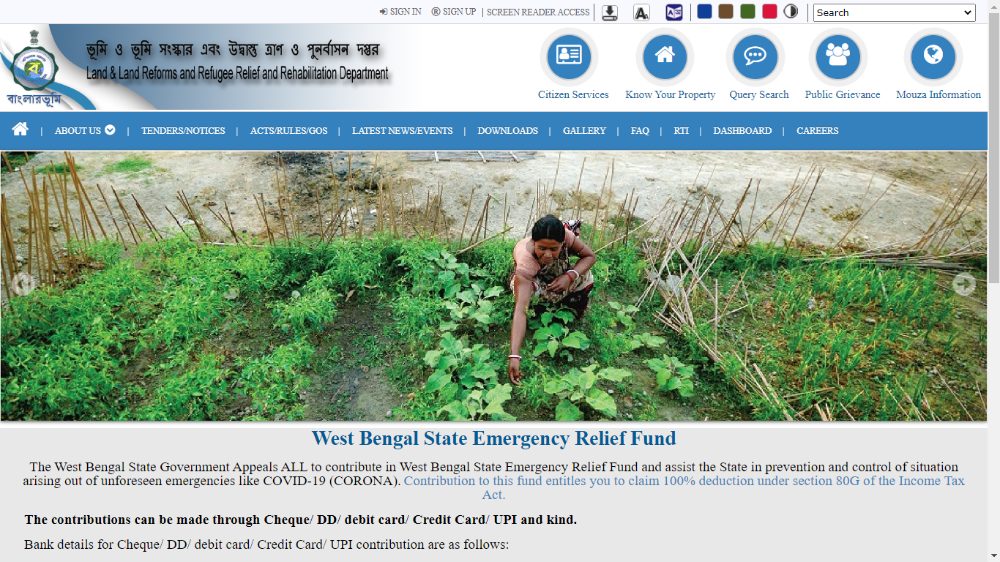 SIGN IN
SIGN UP
SCREEN READER ACCESS
A
Search
ভূমি ও ভূমি সংস্কার এবং উদ্বাস্তু ত্রাণ ও পুনর্বাসন দপ্তর
Land & Land Reforms and Refugee Relief and Rehabilitation Department
বাংলারভূমি
Citizen Services
Know Your Property
Query Search
Public Grievance
Mouza Information
ABOUT US | TENDERS/NOTICES | ACTS/RULES/GOS | LATEST NEWS/EVENTS | DOWNLOADS | GALLERY | FAQ | RTI | DASHBOARD | CAREERS
West Bengal State Emergency Relief Fund
The West Bengal State Government Appeals ALL to contribute in West Bengal State Emergency Relief Fund and assist the State in prevention and control of situation
arising out of unforeseen emergencies like COVID-19 (CORONA). Contribution to this fund entitles you to claim 100% deduction under section 80G of the Income Tax
Act.
The contributions can be made through Cheque/ DD/ debit card/ Credit Card/ UPI and kind.
Bank details for Cheque/ DD/ debit card/ Credit Card/ UPI contribution are as follows: